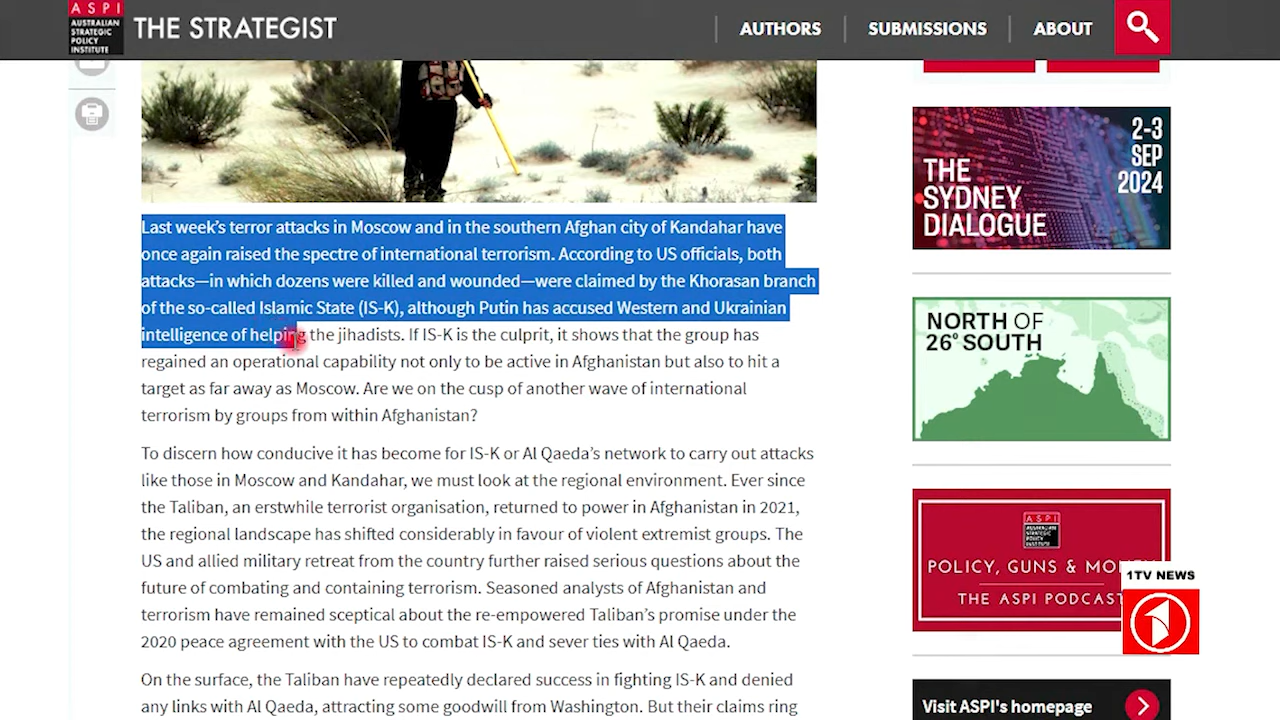 ASPI
AUSTRALIAN
STRATEGIC
POLICY
INSTITUTE
THE STRATEGIST
AUTHORS
SUBMISSIONS
ABOUT
Last week's terror attacks in Moscow and in the southern Afghan city of Kandahar have
once again raised the spectre of international terrorism. According to US officials, both
attacks—in which dozens were killed and wounded—were claimed by the Khorasan branch
of the so-called Islamic State (IS-K), although Putin has accused Western and Ukrainian
intelligence of helping the jihadists. If IS-K is the culprit, it shows that the group has
regained an operational capability not only to be active in Afghanistan but also to hit a
target as far away as Moscow. Are we on the cusp of another wave of international
terrorism by groups from within Afghanistan?
To discern how conducive it has become for IS-K or Al Qaeda's network to carry out attacks
like those in Moscow and Kandahar, we must look at the regional environment. Ever since
the Taliban, an erstwhile terrorist organisation, returned to power in Afghanistan in 2021,
the regional landscape has shifted considerably in favour of violent extremist groups. The
US and allied military retreat from the country further raised serious questions about the
future of combating and containing terrorism. Seasoned analysts of Afghanistan and
terrorism have remained sceptical about the re-empowered Taliban's promise under the
2020 peace agreement with the US to combat IS-K and sever ties with Al Qaeda.
On the surface, the Taliban have repeatedly declared success in fighting IS-K and denied
any links with Al Qaeda, attracting some goodwill from Washington. But their claims ring
2-3
SEP
2024
THE
SYDNEY
DIALOGUE
NORTH OF
26° SOUTH
ASPI
AUSTRALIAN
STRATEGIC
POLICY
INSTITUTE
POLICY, GUNS & MO
THE ASPI PODCAST
1TV NEWS
Visit ASPI's homepage